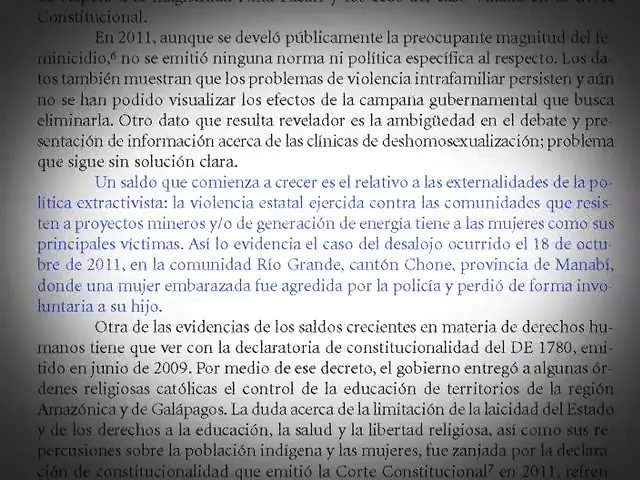 Constitucional.
En 2011, aunque se develó públicamente la preocupante magnitud del fe
minicidio,⁶ no se emitió ninguna norma ni política específica al respecto. Los da-
tos también muestran que los problemas de violencia intrafamiliar persisten y aún
no se han podido visualizar los efectos de la campaña gubernamental que busca
eliminarla. Otro dato que resulta revelador es la ambigüedad en el debate y pre-
sentación de información acerca de las clínicas de deshomosexualización; problema
que sigue sin solución clara.
Un saldo que comienza a crecer es el relativo a las externalidades de la po-
lítica extractivista: la violencia estatal ejercida contra las comunidades que resis-
ten a proyectos mineros y/o de generación de energía tiene a las mujeres como sus
principales víctimas. Así lo evidencia el caso del desalojo ocurrido el 18 de octu-
bre de 2011, en la comunidad Río Grande, cantón Chone, provincia de Manabí,
donde una mujer embarazada fue agredida por la policía y perdió de forma invo-
luntaria a su hijo.
Otra de las evidencias de los saldos crecientes en materia de derechos hu-
manos tiene que ver con la declaratoria de constitucionalidad del DE 1780, emi-
tido en junio de 2009. Por medio de ese decreto, el gobierno entregó a algunas ór-
denes religiosas católicas el control de la educación de territorios de la región
Amazónica y de Galápagos. La duda acerca de la limitación de la laicidad del Estado
y de los derechos a la educación, la salud y la libertad religiosa, así como sus re-
percusiones sobre la población indígena y las mujeres, fue zanjada por la declara-
ción de constitucionalidad que emitió la Corte Constitucional⁷ en 2011, refren